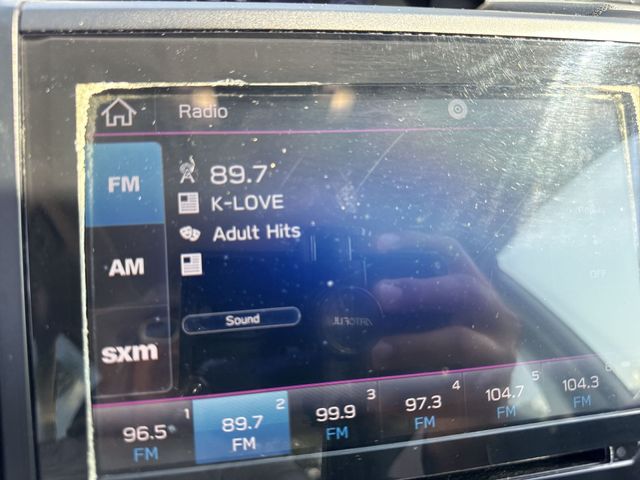 Radio
FM
89.7
K-LOVE
AM
Adult Hits
OFF
Sound
sxm
1 2 3 4 5 6
96.5 89.7 99.9 97.3 104.7 104.3
FM FM FM FM FM FM